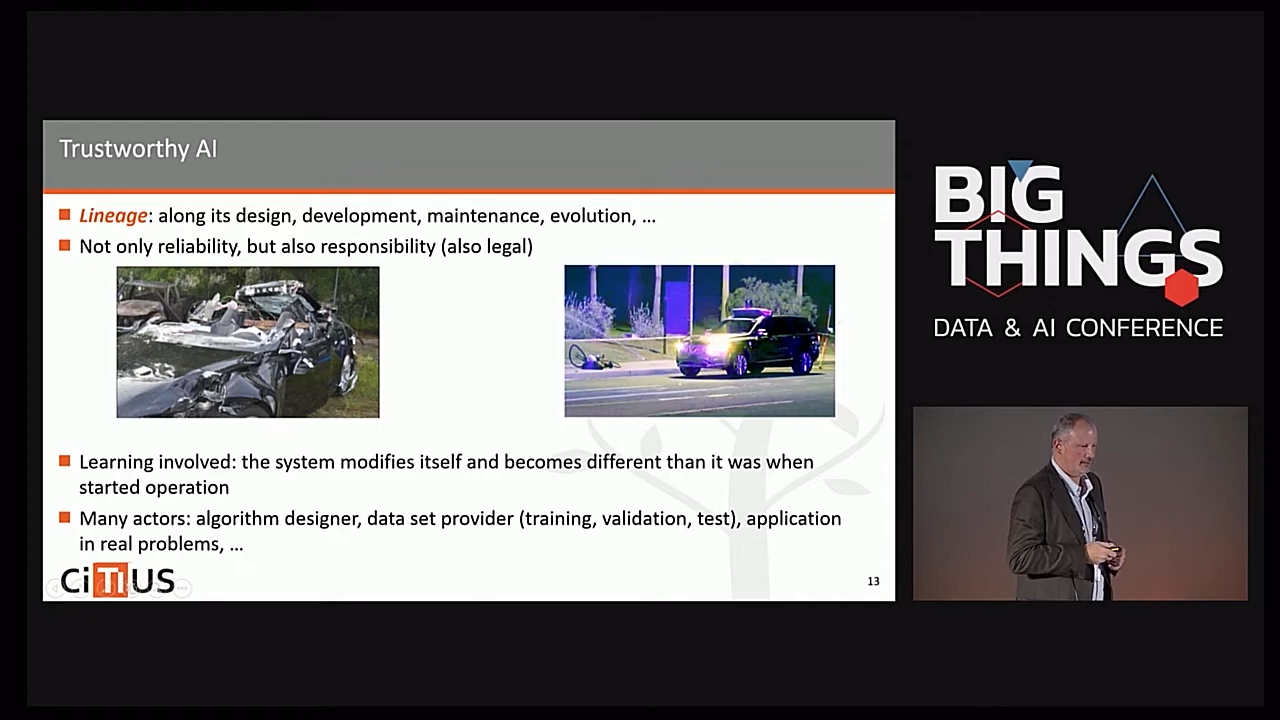 Trustworthy AI
Lineage: along its design, development, maintenance, evolution, ...
Not only reliability, but also responsibility (also legal)
Learning involved: the system modifies itself and becomes different than it was when
started operation
Many actors: algorithm designer, data set provider (training, validation, test), application
in real problems, ...
CiTIUS
13
BIG
THINGS
DATA & AI CONFERENCE